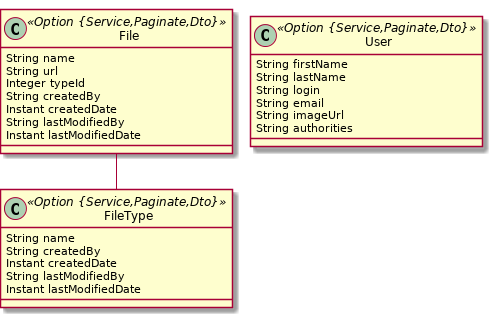 C «Option {Service,Paginate,Dto}»
File
String name
String url
Integer typeId
String createdBy
Instant createdDate
String lastModifiedBy
Instant lastModifiedDate
C «Option {Service,Paginate,Dto}»
User
String firstName
String lastName
String login
String email
String imageUrl
String authorities
C «Option {Service,Paginate,Dto}»
FileType
String name
String createdBy
Instant createdDate
String lastModifiedBy
Instant lastModifiedDate